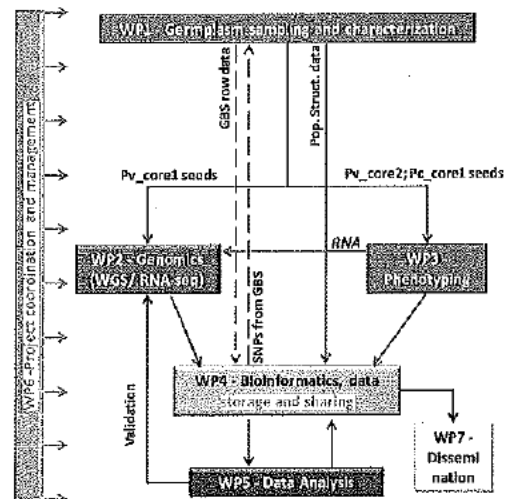 WP1 - Germplasm sampling and characterization
WP6 -Project coordination and management
GBS row data
Pop. Struct. data
Pv_core1 seeds
Pv_core2; Pc_core1 seeds
RNA
WP2 - Genomics
(WGS/ RNA-seq)
WP3 -
Phenotyping
SNPs from GBS
WP4 - Bioinformatics, data
storage and sharing
Validation
WP5 - Data Analysis
WP7 -
Dissemi
nation